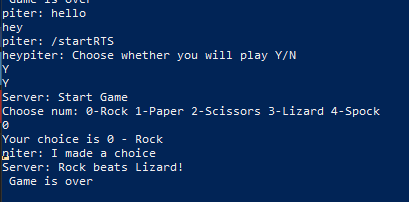 Game is over
piter: hello
hey
piter: /startRTS
heypiter: Choose whether you will play Y/N
Y
Y
Server: Start Game
Choose num: 0-Rock 1-Paper 2-Scissors 3-Lizard 4-Spock
0
Your choice is 0 - Rock
piter: I made a choice
Server: Rock beats Lizard!
Game is over